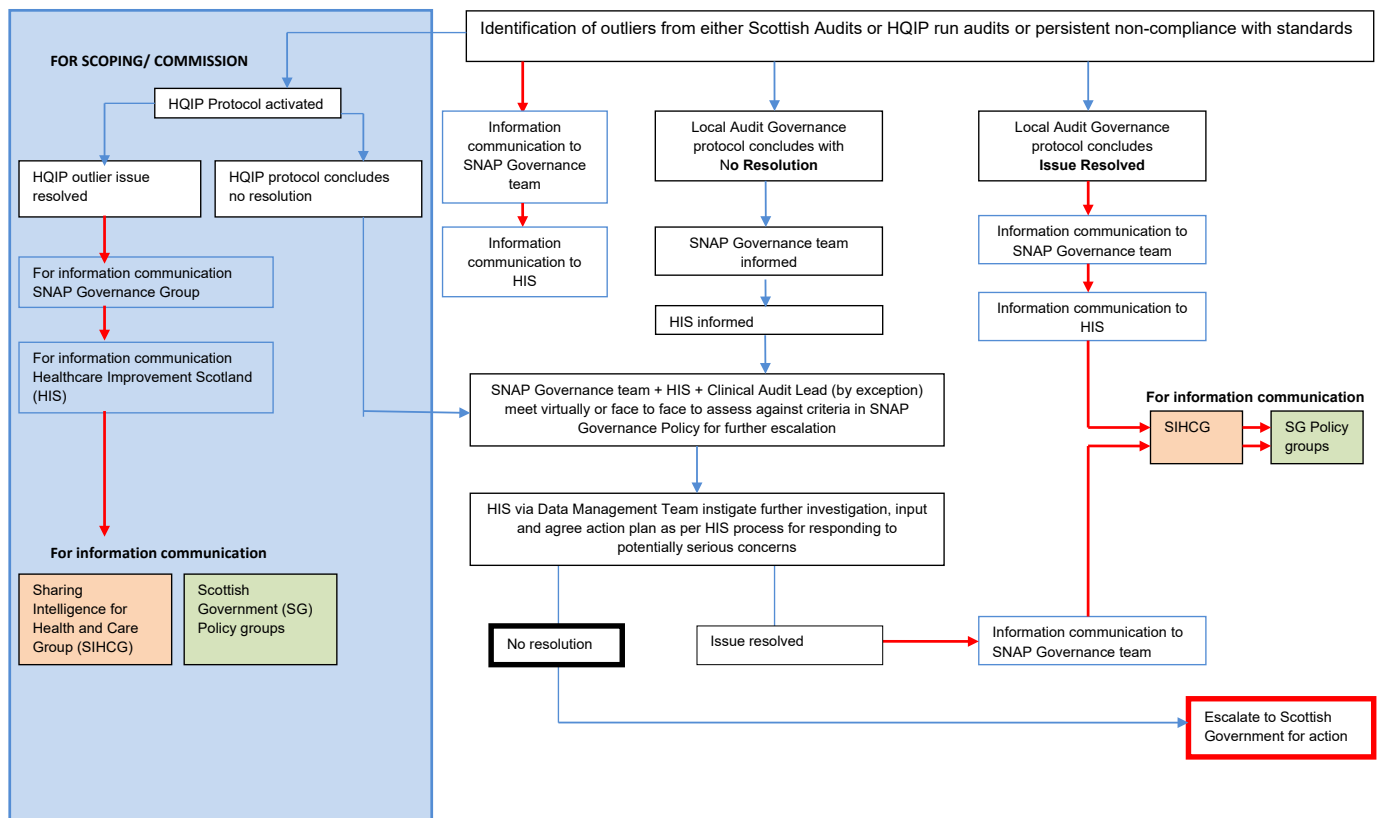 Identification of outliers from either Scottish Audits or HQIP run audits or persistent non-compliance with standards
FOR SCOPING/ COMMISSION
HQIP Protocol activated
HQIP outlier issue
resolved
HQIP protocol concludes
no resolution
For information communication
SNAP Governance Group
For information communication
Healthcare Improvement Scotland
(HIS)
For information communication
Sharing
Intelligence for
Health and Care
Group (SIHCG)
Scottish
Government (SG)
Policy groups
Information
communication to
SNAP Governance
team
Information
communication to
HIS
Local Audit Governance
protocol concludes with
No Resolution
SNAP Governance team
informed
HIS informed
Local Audit Governance
protocol concludes
Issue Resolved
Information communication to
SNAP Governance team
Information communication to
HIS
SNAP Governance team + HIS + Clinical Audit Lead (by exception)
meet virtually or face to face to assess against criteria in SNAP
Governance Policy for further escalation
For information communication
SIHCG
SG Policy
groups
HIS via Data Management Team instigate further investigation, input
and agree action plan as per HIS process for responding to
potentially serious concerns
No resolution
Issue resolved
Information communication to
SNAP Governance team
Escalate to Scottish
Government for action